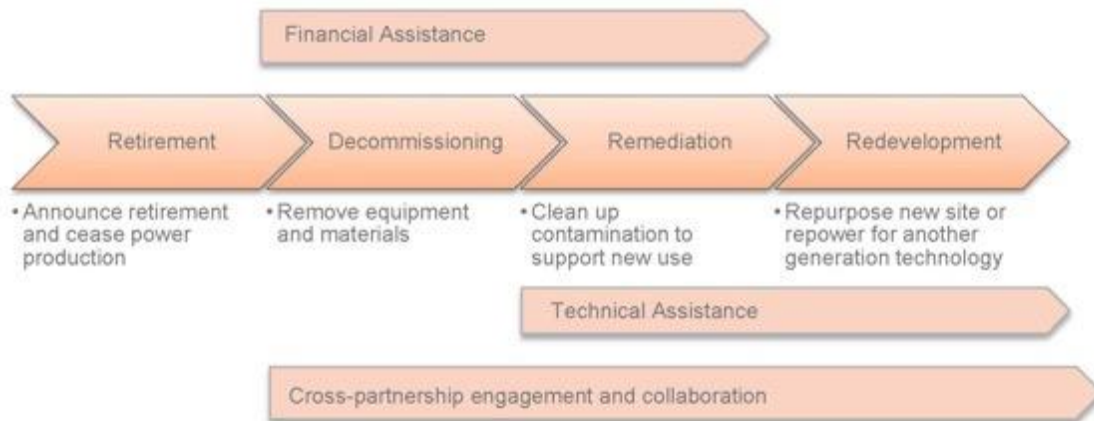 Financial Assistance
Retirement
Decommissioning
Remediation
Redevelopment
• Announce retirement
and cease power
production
• Remove equipment
and materials
• Clean up
contamination to
support new use
• Repurpose new site or
repower for another
generation technology
Technical Assistance
Cross-partnership engagement and collaboration